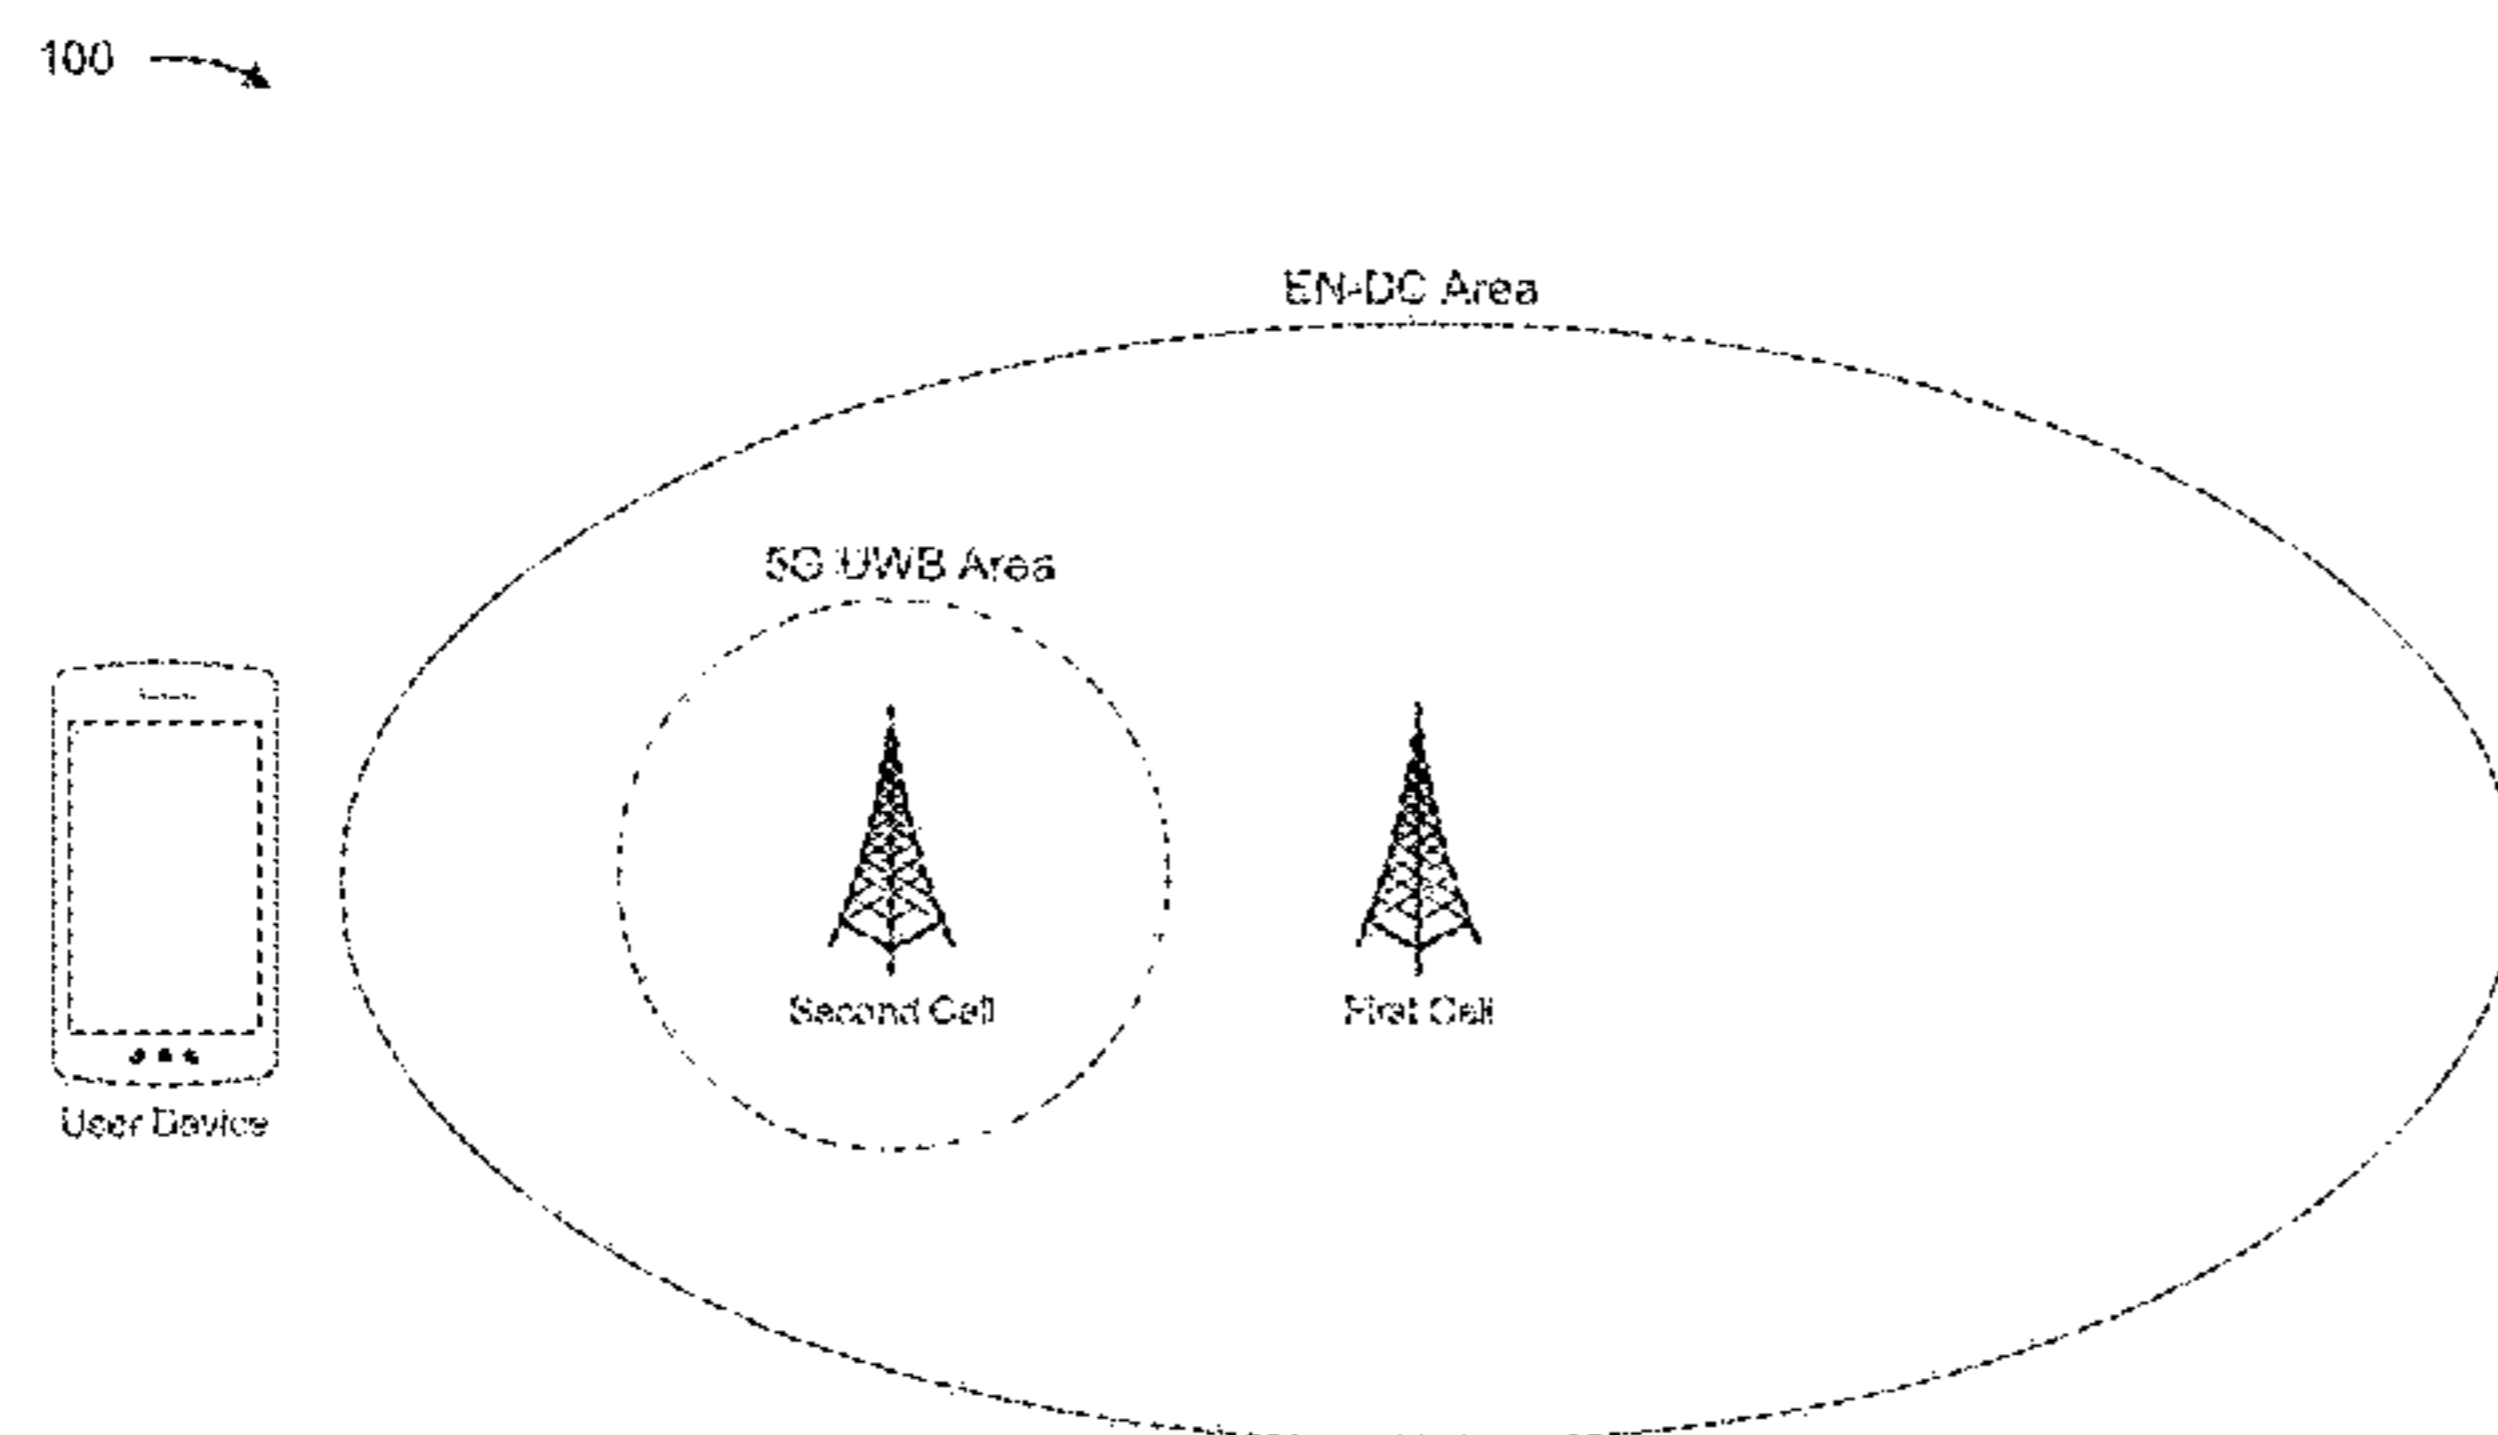 100
EN-DC Area
5G UWB Area
Second Cell
First Cell
User Device